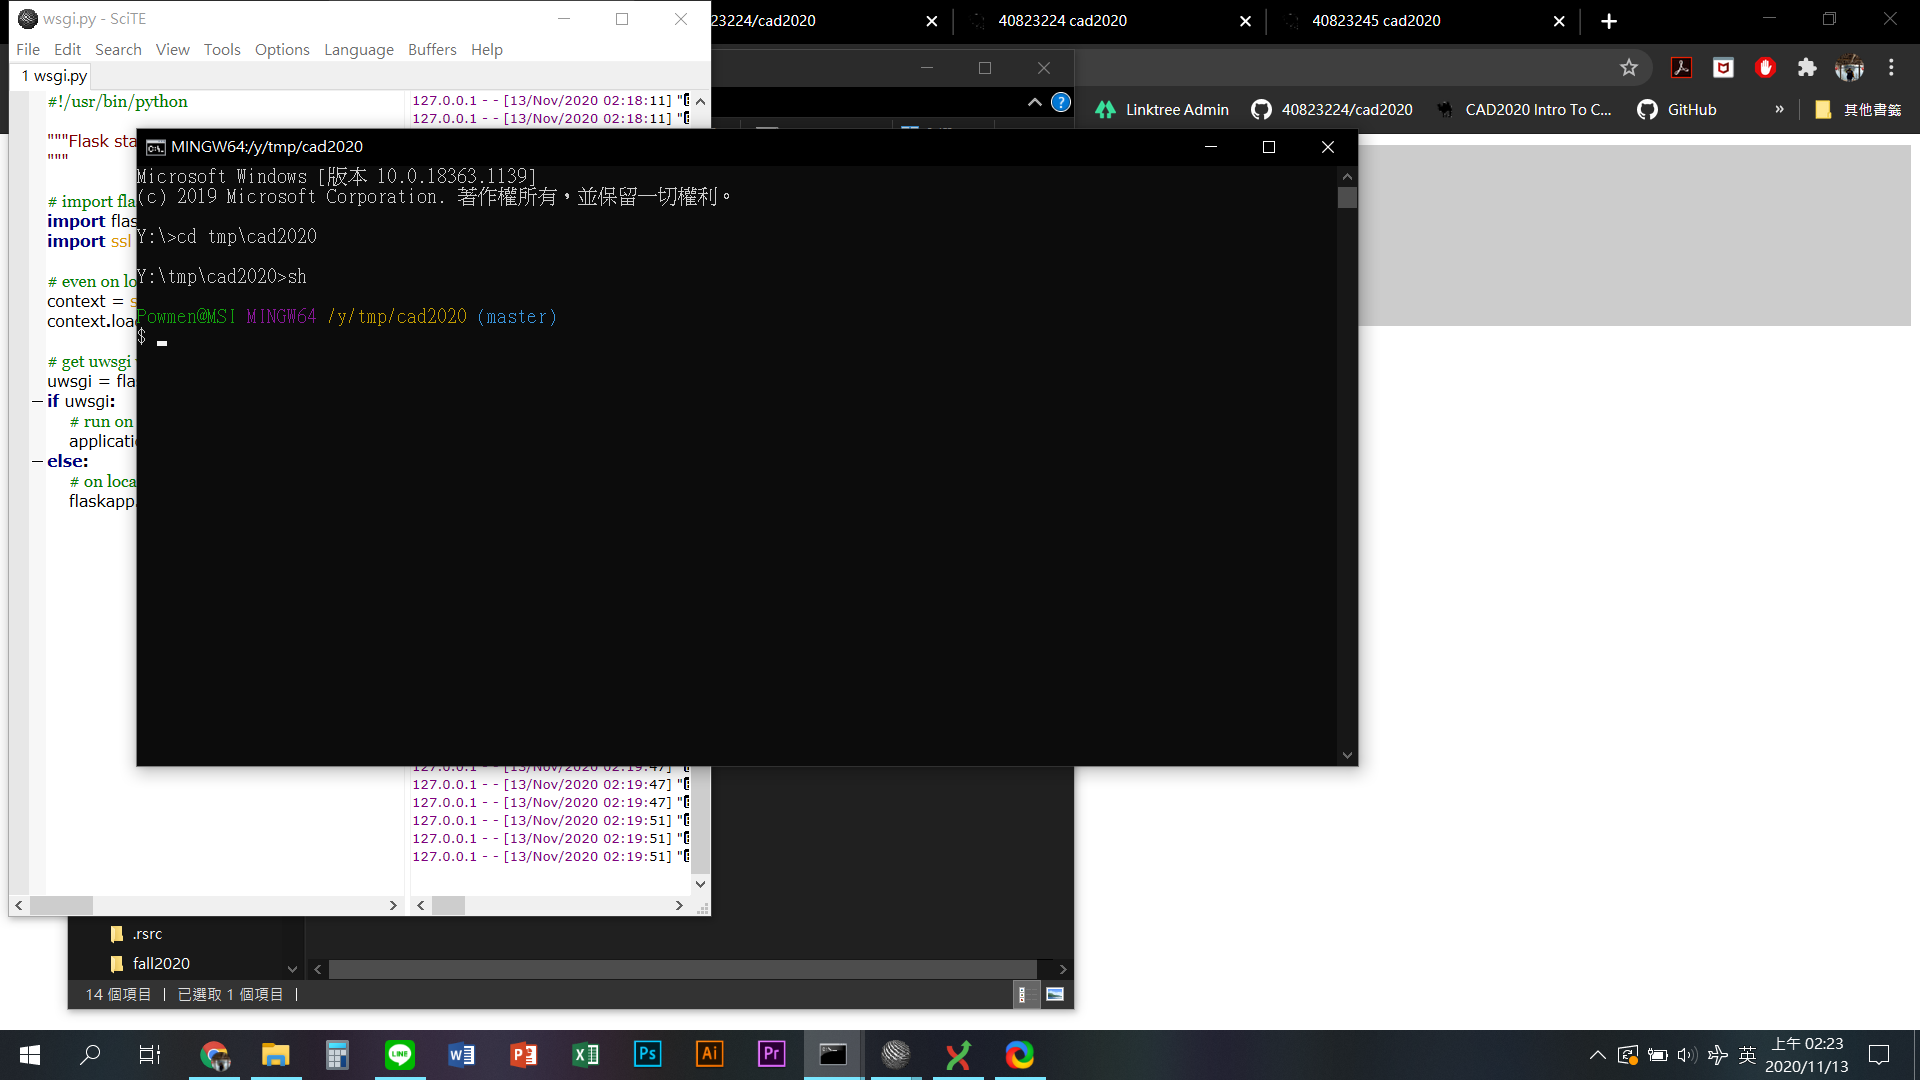 wsgi.py - SciTE
File Edit Search View Tools Options Language Buffers Help
1 wsgi.py
#!/usr/bin/python
"""Flask sta
"""
# import fla
import flas
import ssl
# even on lo
context = s
context.loa
# get uwsgi
uwsgi = fla
if uwsgi:
# run on
applicati
else:
# on loca
flaskapp.
127.0.0.1 - - [13/Nov/2020 02:18:11] "
127.0.0.1 - - [13/Nov/2020 02:18:11] "
127.0.0.1 - - [13/Nov/2020 02:19:47] "
127.0.0.1 - - [13/Nov/2020 02:19:47] "
127.0.0.1 - - [13/Nov/2020 02:19:47] "
127.0.0.1 - - [13/Nov/2020 02:19:51] "
127.0.0.1 - - [13/Nov/2020 02:19:51] "
127.0.0.1 - - [13/Nov/2020 02:19:51] "
23224/cad2020
40823224 cad2020
40823245 cad2020
Linktree Admin
40823224/cad2020
CAD2020 Intro To C...
GitHub
»
其他書籤
MINGW64:/y/tmp/cad2020
Microsoft Windows [版本 10.0.18363.1139]
(c) 2019 Microsoft Corporation. 著作權所有，並保留一切權利。
Y:\>cd tmp\cad2020
Y:\tmp\cad2020>sh
Powmen@MSI MINGW64 /y/tmp/cad2020 (master)
$
.rsrc
fall2020
14 個項目 | 已選取 1 個項目 |
LINE
Ps
Ai
Pr
英
上午 02:23
2020/11/13